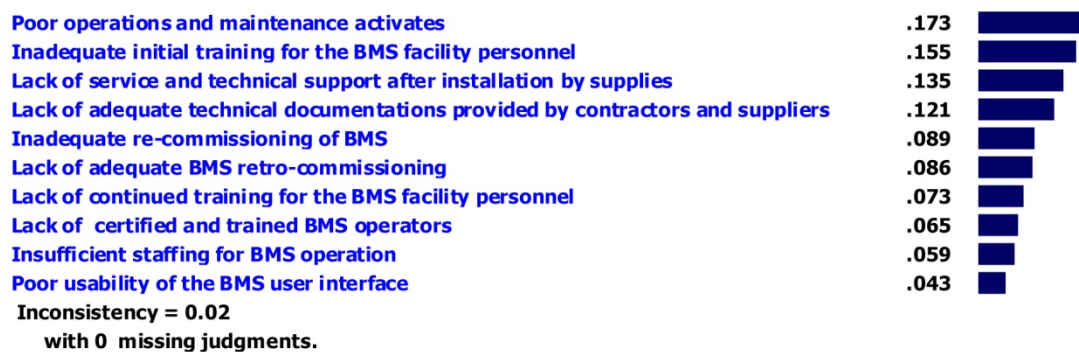 Poor operations and maintenance activates .173
Inadequate initial training for the BMS facility personnel .155
Lack of service and technical support after installation by supplies .135
Lack of adequate technical documentations provided by contractors and suppliers .121
Inadequate re-commissioning of BMS .089
Lack of adequate BMS retro-commissioning .086
Lack of continued training for the BMS facility personnel .073
Lack of certified and trained BMS operators .065
Insufficient staffing for BMS operation .059
Poor usability of the BMS user interface .043
Inconsistency = 0.02
with 0 missing judgments.